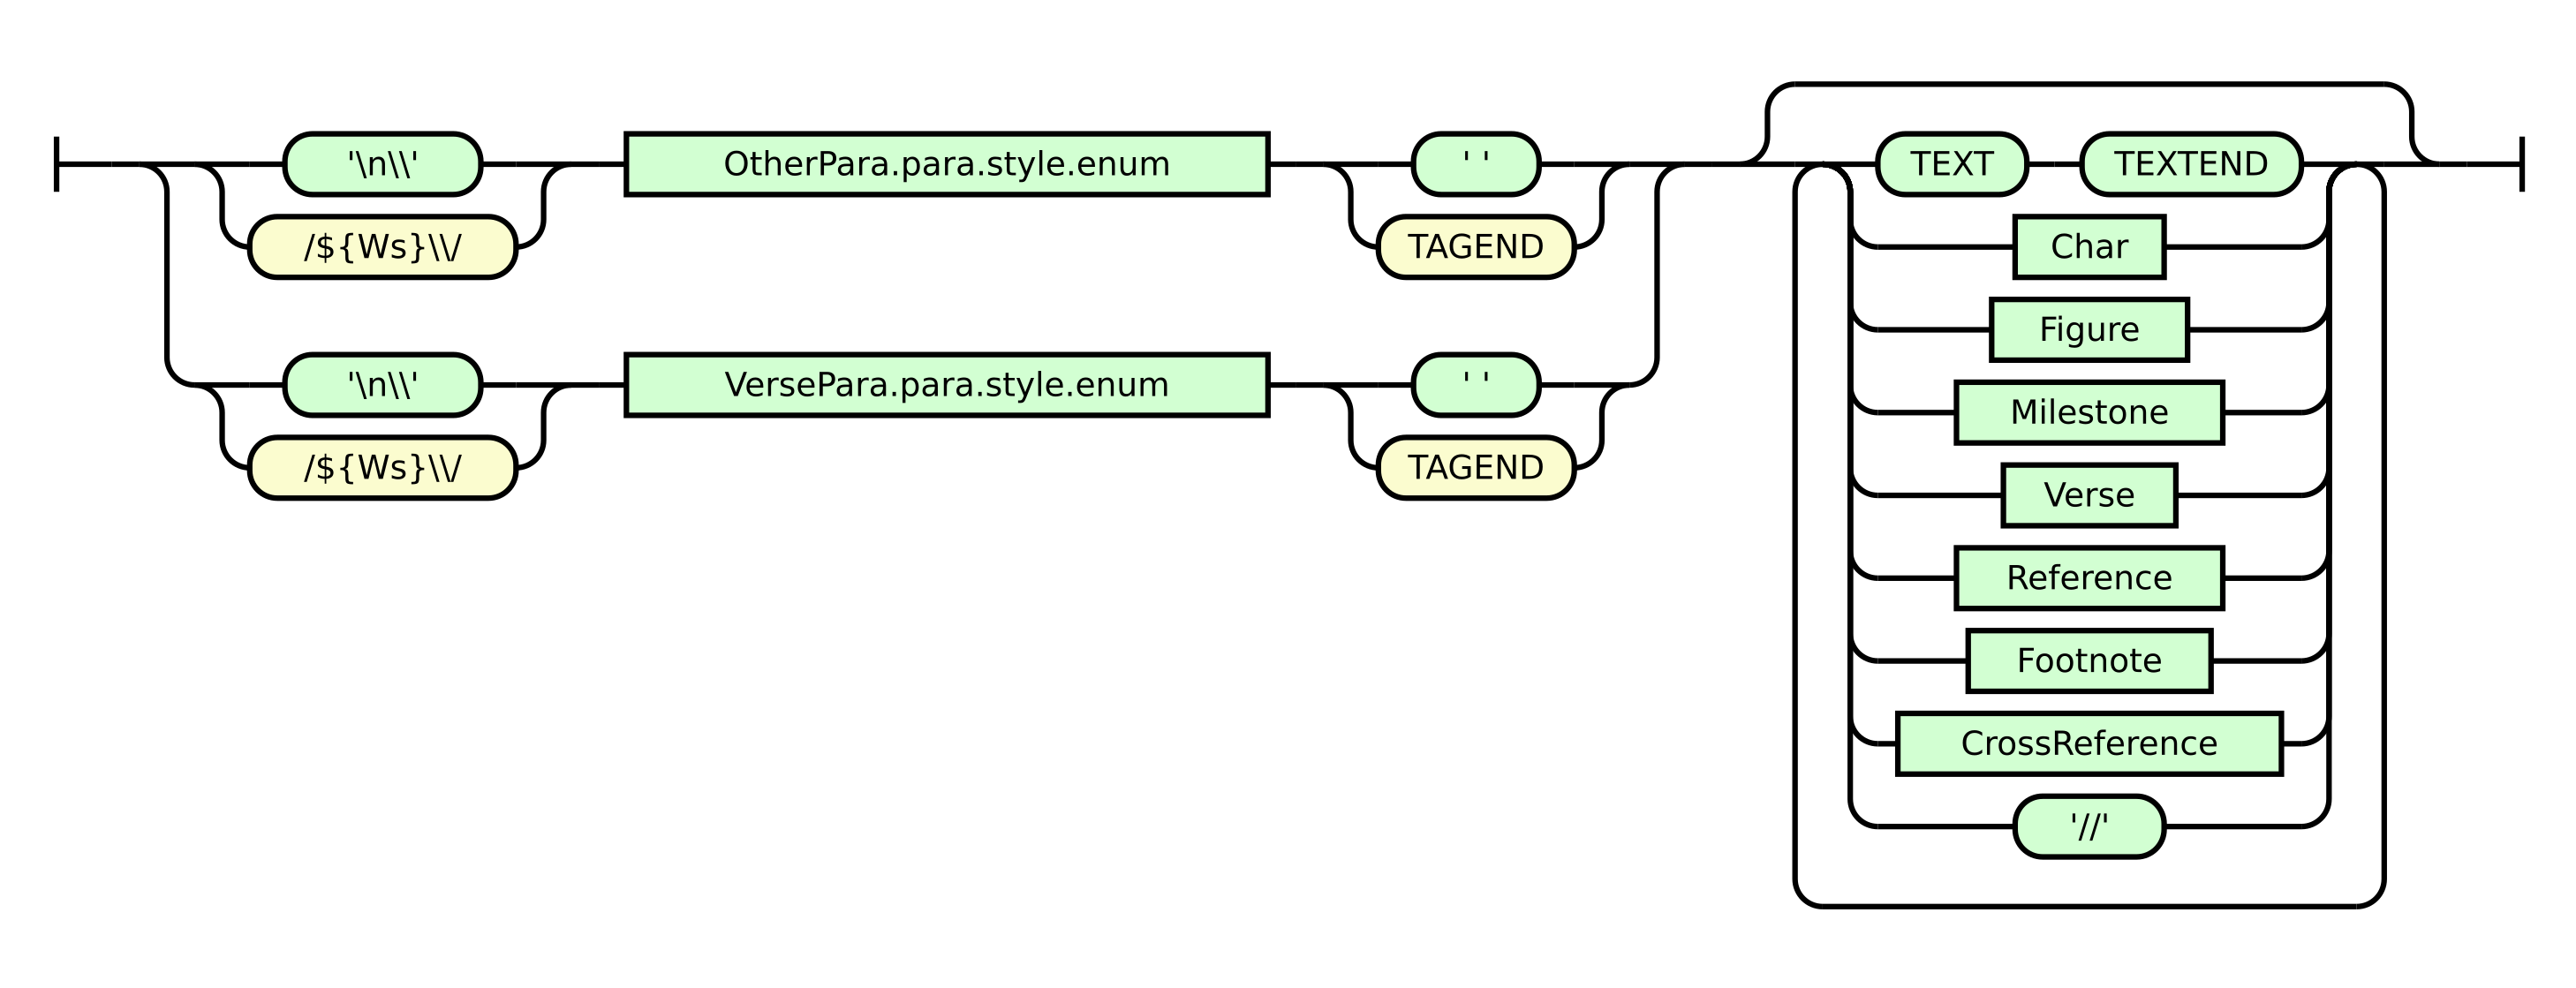 '\n\\'
OtherPara.para.style.enum
' '
TEXT
TEXTEND
/${Ws}\\/
TAGEND
Char
Figure
'\n\\'
VersePara.para.style.enum
' '
Milestone
/${Ws}\\/
TAGEND
Verse
Reference
Footnote
CrossReference
'//'